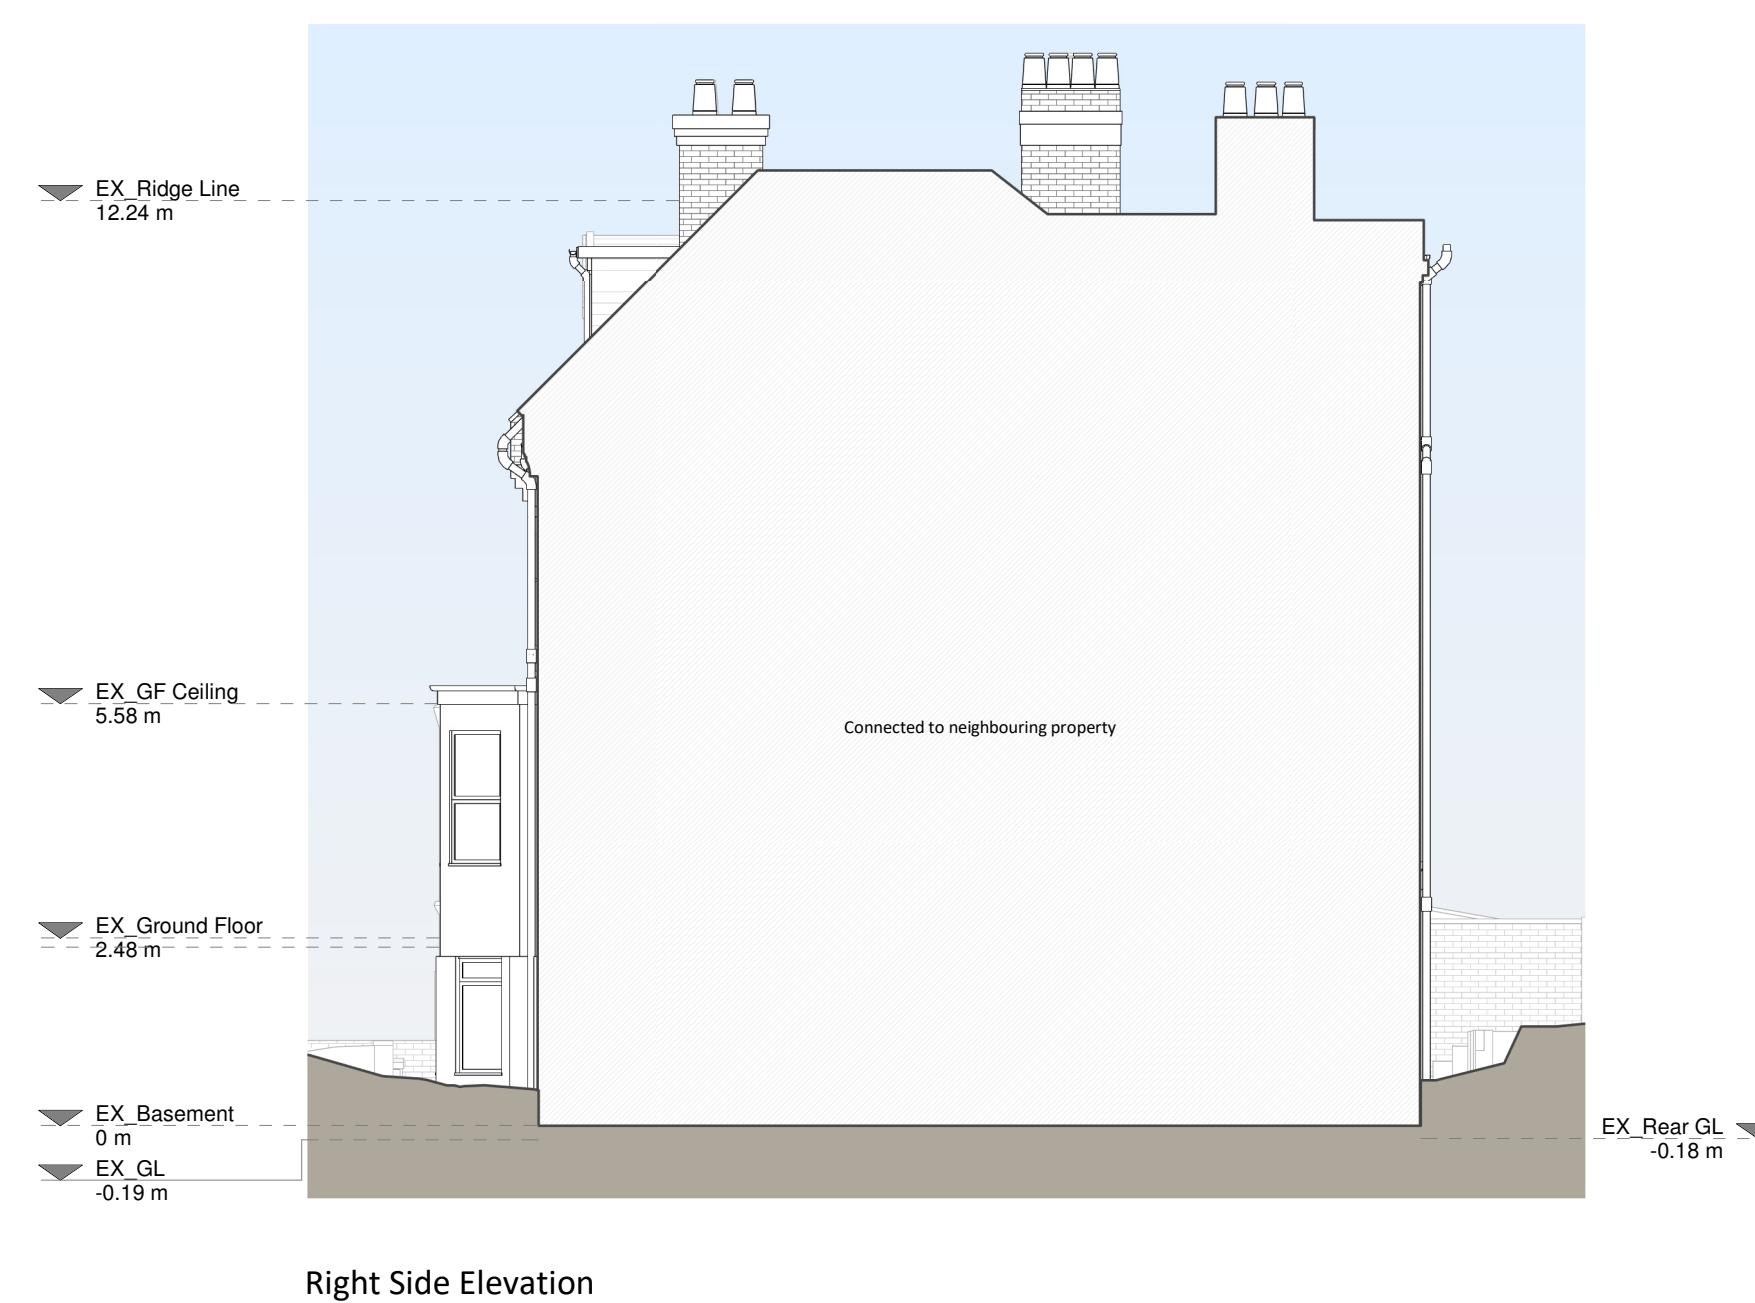 EX_Ridge Line
12.24 m
EX_GF Ceiling
5.58 m
Connected to neighbouring property
EX_Ground Floor
2.48 m
EX_Basement
0 m
EX_Rear GL
-0.18 m
EX_GL
-0.19 m
Right Side Elevation